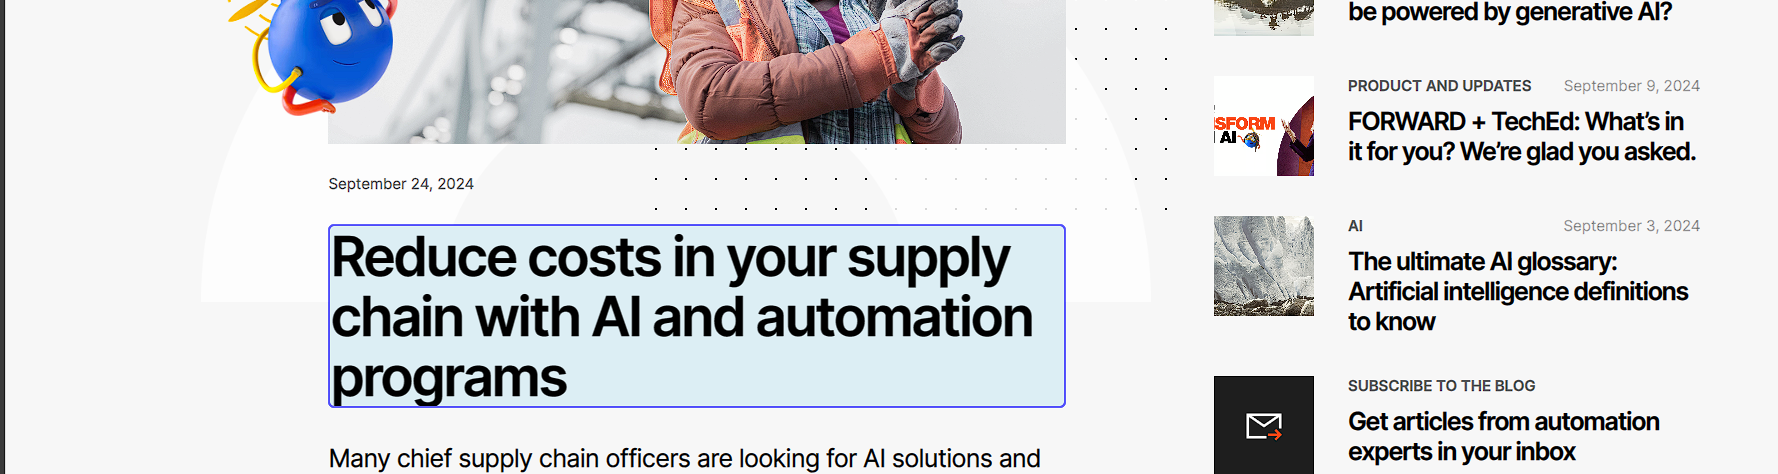 September 24, 2024
Reduce costs in your supply
chain with AI and automation
programs
Many chief supply chain officers are looking for AI solutions and
be powered by generative AI?
PRODUCT AND UPDATES September 9, 2024
SFORM
AI
FORWARD + TechEd: What's in
it for you? We're glad you asked.
AI September 3, 2024
The ultimate AI glossary:
Artificial intelligence definitions
to know
SUBSCRIBE TO THE BLOG
Get articles from automation
experts in your inbox